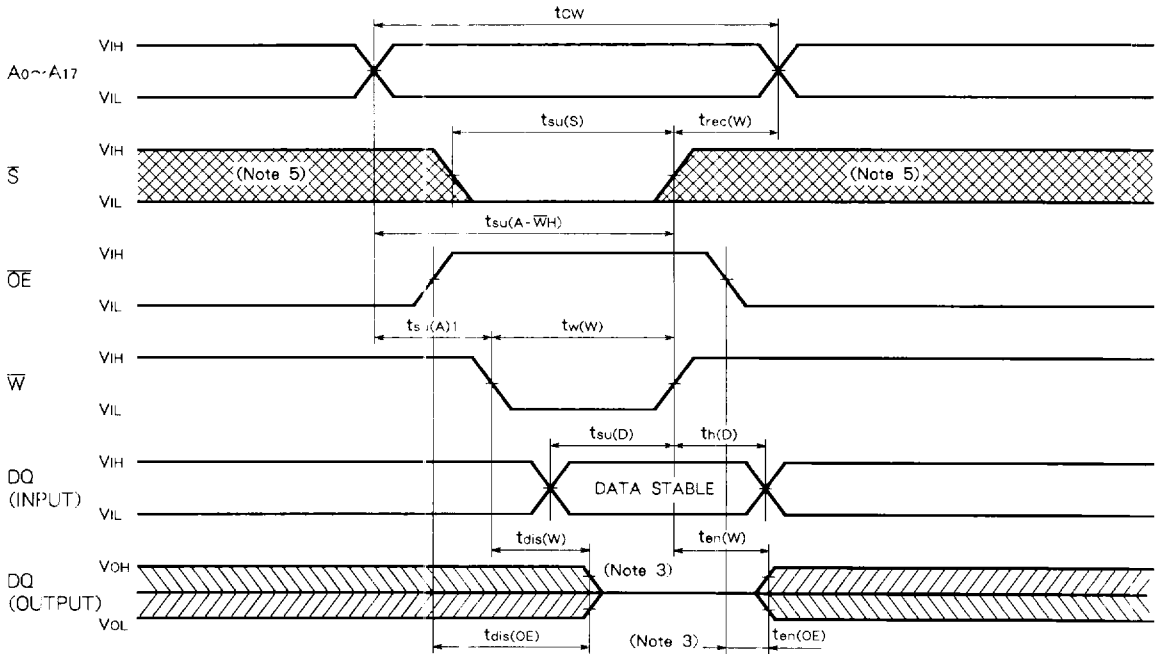 tCW
VIH
A0~A17
VIL
tsu(S)
trec(W)
VIH
S̅
(Note 5)
(Note 5)
VIL
tsu(A-W̅H)
VIH
O̅E̅
VIL
tsu(A)1
tw(W)
VIH
W̅
VIL
tsu(D)
th(D)
VIH
DQ
(INPUT)
DATA STABLE
VIL
tdis(W)
ten(W)
VOH
(Note 3)
DQ
(OUTPUT)
VOL
tdis(OE)
(Note 3)
ten(OE)